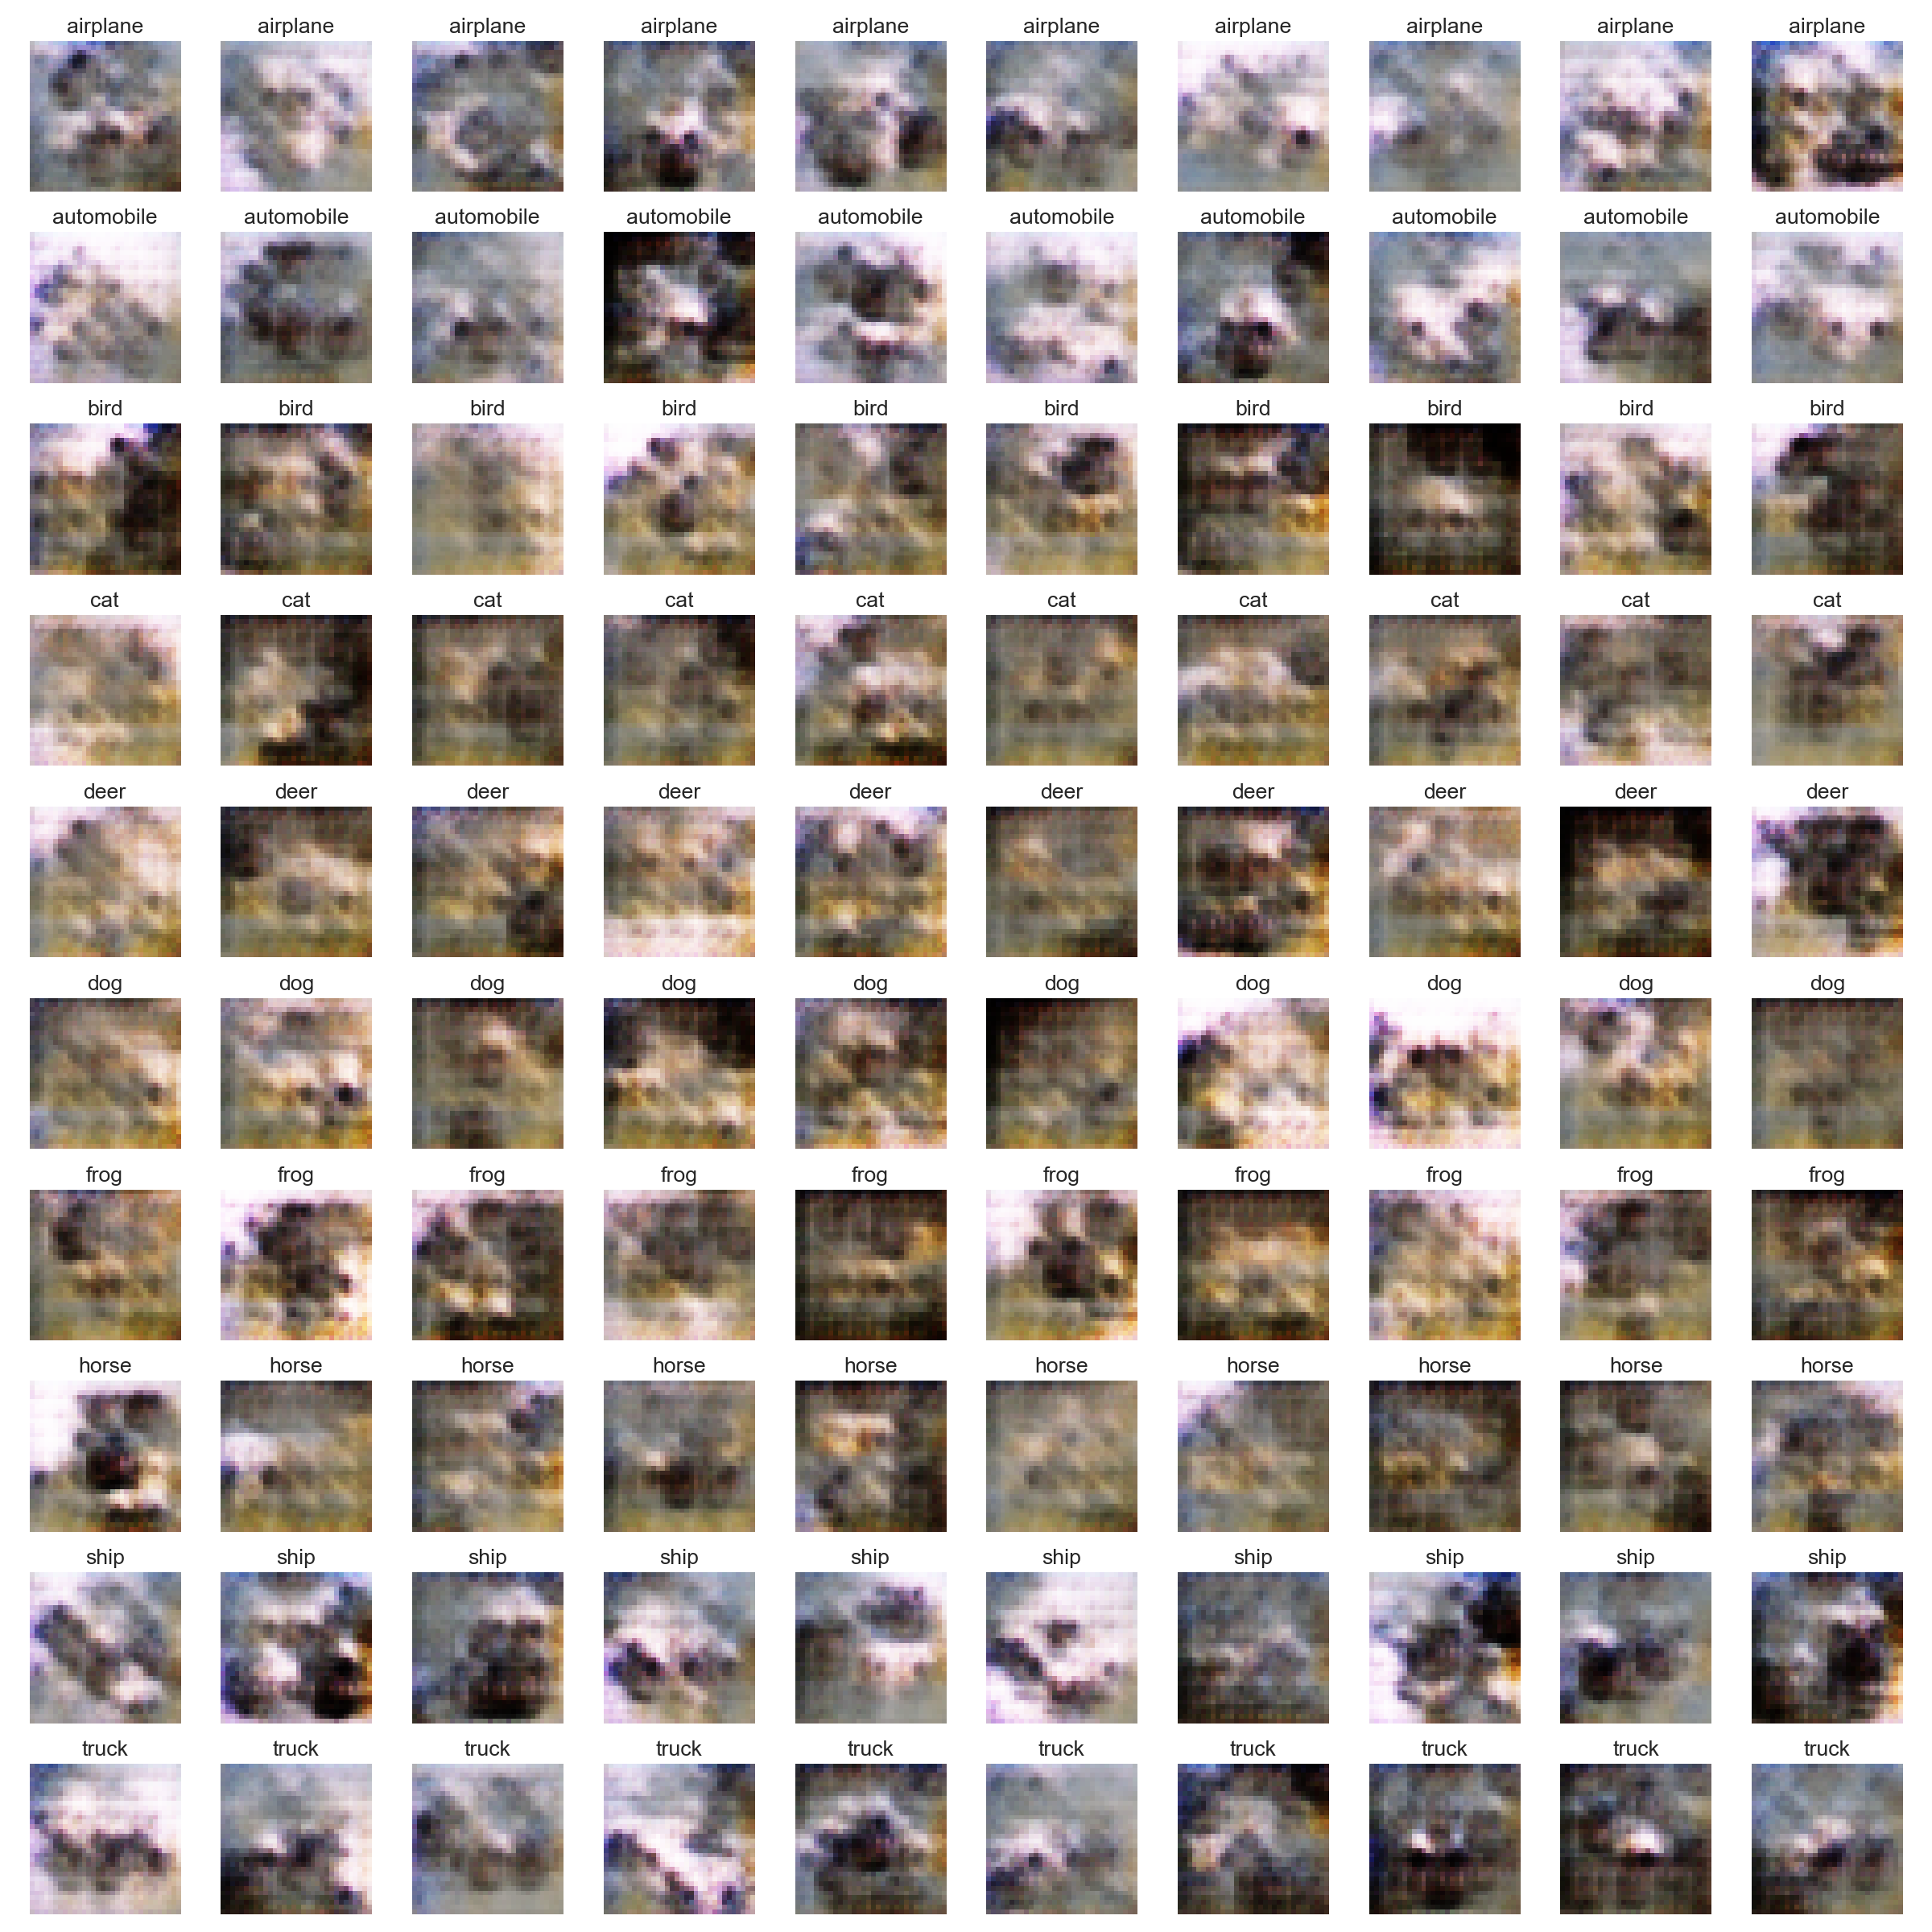 airplane airplane airplane airplane airplane airplane airplane airplane airplane airplane
automobile automobile automobile automobile automobile automobile automobile automobile automobile automobile
bird bird bird bird bird bird bird bird bird bird
cat cat cat cat cat cat cat cat cat cat
deer deer deer deer deer deer deer deer deer deer
dog dog dog dog dog dog dog dog dog dog
frog frog frog frog frog frog frog frog frog frog
horse horse horse horse horse horse horse horse horse horse
ship ship ship ship ship ship ship ship ship ship
truck truck truck truck truck truck truck truck truck truck